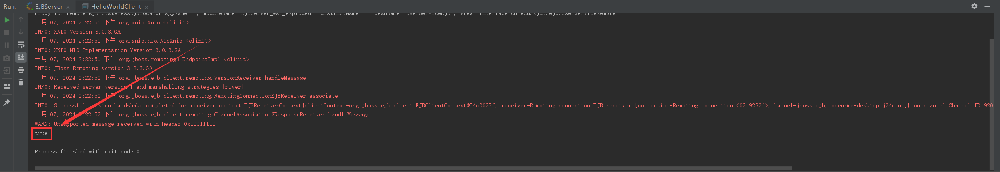 Run: EJBServer HelloWorldClient
Proxy for remote EJB StatelessEJBLocator{appName='', moduleName='EJBServer_war_exploded', distinctName='', beanName='UserServiceEJB', view='interface cn.edu.zjut.ejb.UserServiceRemote'}
一月 07, 2024 2:22:51 下午 org.xnio.Xnio <clinit>
INFO: XNIO Version 3.0.3.GA
一月 07, 2024 2:22:51 下午 org.xnio.nio.NioXnio <clinit>
INFO: XNIO NIO Implementation Version 3.0.3.GA
一月 07, 2024 2:22:51 下午 org.jboss.remoting3.EndpointImpl <clinit>
INFO: JBoss Remoting version 3.2.3.GA
一月 07, 2024 2:22:52 下午 org.jboss.ejb.client.remoting.VersionReceiver handleMessage
INFO: Received server version 1 and marshalling strategies [river]
一月 07, 2024 2:22:52 下午 org.jboss.ejb.client.remoting.RemotingConnectionEJBReceiver associate
INFO: Successful version handshake completed for receiver context EJBReceiverContext{clientContext=org.jboss.ejb.client.EJBClientContext@54c0627f, receiver=Remoting connection EJB receiver [connection=Remoting connection <6219232f>,channel=jboss.ejb,nodename=desktop-j24druq]} on channel Channel ID 920
一月 07, 2024 2:22:52 下午 org.jboss.ejb.client.remoting.ChannelAssociation$ResponseReceiver handleMessage
WARN: Unsupported message received with header 0xffffffff
true
Process finished with exit code 0